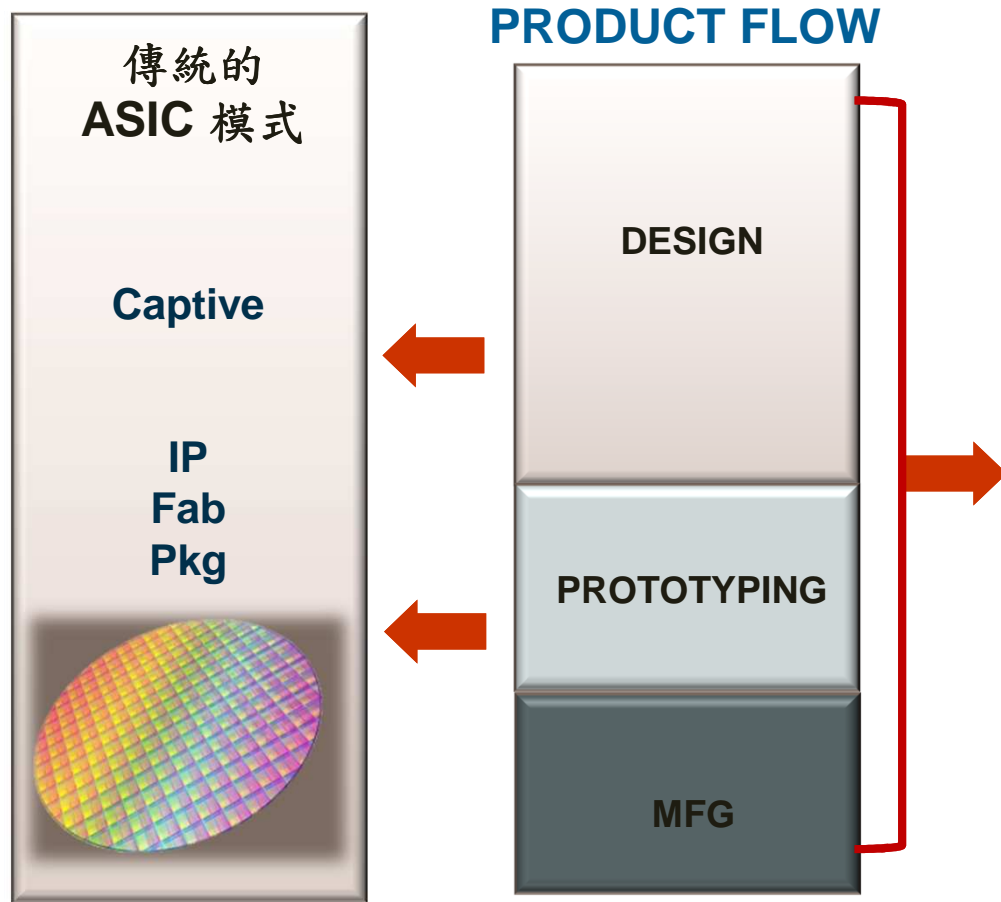 傳統的
ASIC 模式
Captive
IP
Fab
Pkg
PRODUCT FLOW
DESIGN
PROTOTYPING
MFG